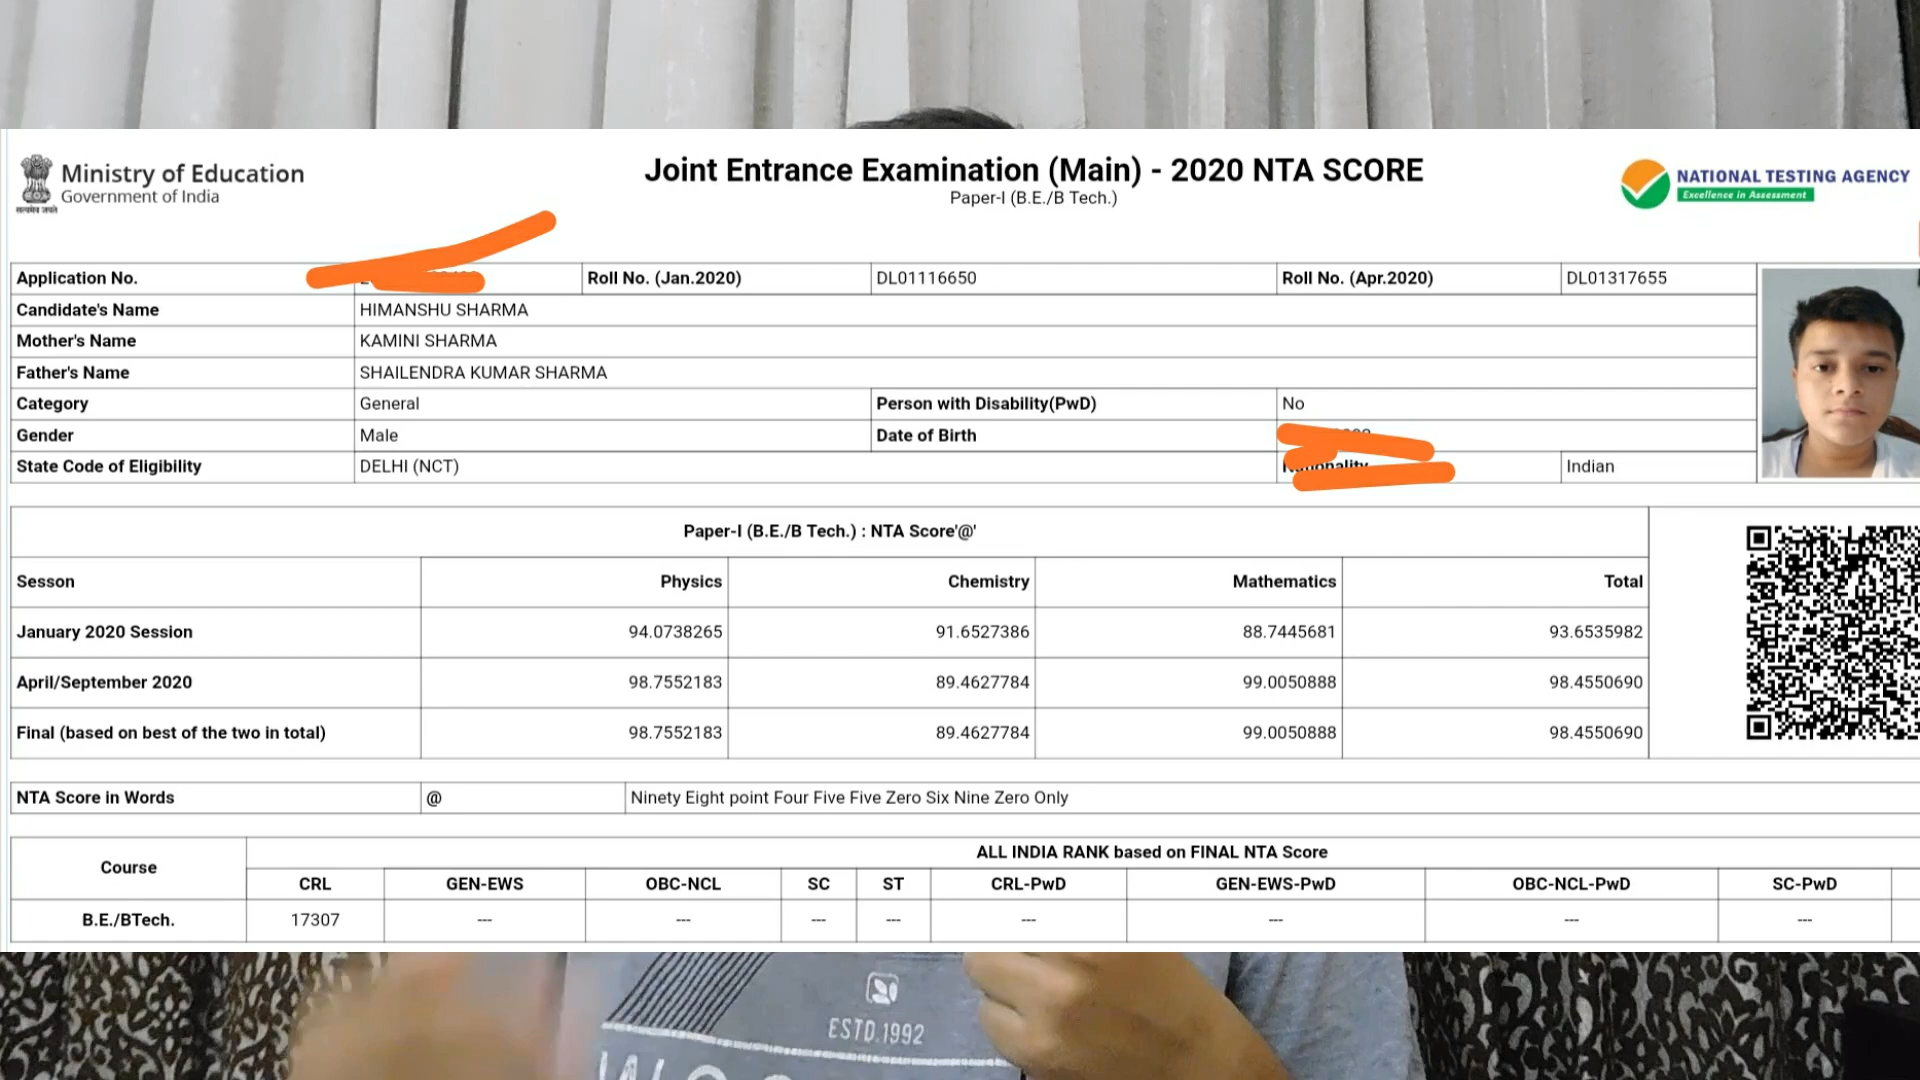 Ministry of Education
Government of India
सत्यमेव जयते
Joint Entrance Examination (Main) - 2020 NTA SCORE
Paper-I (B.E./B Tech.)
NATIONAL TESTING AGENCY
Excellence in Assessment
Application No. Roll No. (Jan.2020) DL01116650 Roll No. (Apr.2020) DL01317655
Candidate's Name HIMANSHU SHARMA
Mother's Name KAMINI SHARMA
Father's Name SHAILENDRA KUMAR SHARMA
Category General Person with Disability(PwD) No
Gender Male Date of Birth
State Code of Eligibility DELHI (NCT) Nationality Indian
Paper-I (B.E./B Tech.) : NTA Score'@'
Sesson Physics Chemistry Mathematics Total
January 2020 Session 94.0738265 91.6527386 88.7445681 93.6535982
April/September 2020 98.7552183 89.4627784 99.0050888 98.4550690
Final (based on best of the two in total) 98.7552183 89.4627784 99.0050888 98.4550690
NTA Score in Words @ Ninety Eight point Four Five Five Zero Six Nine Zero Only
ALL INDIA RANK based on FINAL NTA Score
Course CRL GEN-EWS OBC-NCL SC ST CRL-PwD GEN-EWS-PwD OBC-NCL-PwD SC-PwD
B.E./BTech. 17307 --- --- --- --- --- --- --- ---
ESTD.1992